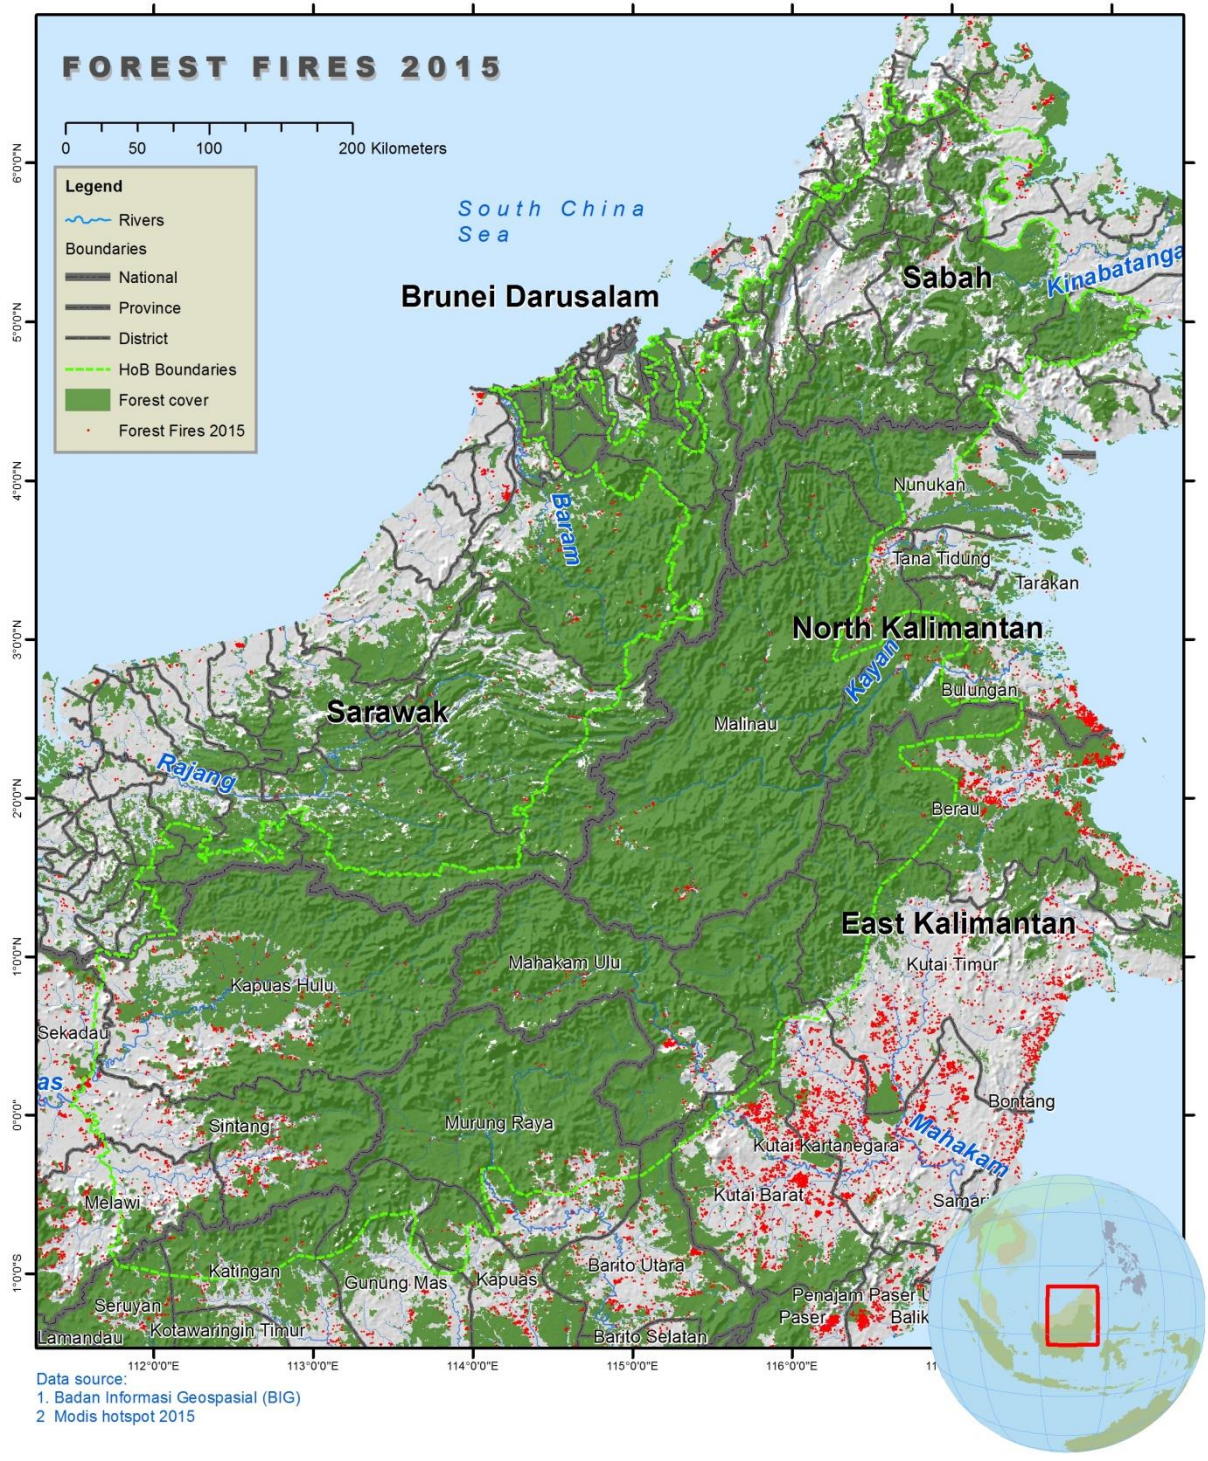 FOREST FIRES 2015
0 50 100 200 Kilometers
Legend
Rivers
Boundaries
National
Province
District
HoB Boundaries
Forest cover
Forest Fires 2015
South China
Sea
Brunei Darusalam
Sabah
Kinabatanga
Nunukan
Baram
Tana Tidung
Tarakan
North Kalimantan
Kayan
Bulungan
Sarawak
Malinau
Rajang
Berau
East Kalimantan
Kutai Timur
Mahakam Ulu
Kapuas Hulu
Sekadau
as
Bontang
Sintang
Murung Raya
Kutai Kartanegara
Mahakam
Melawi
Kutai Barat
Samari
Katingan
Gunung Mas
Kapuas
Barito Utara
Seruyan
Penajam Paser U
Paser
Balik
Lamandau
Kotawaringin Timur
Barito Selatan
6°0'0"N
5°0'0"N
4°0'0"N
3°0'0"N
2°0'0"N
1°0'0"N
0°0'0"
1°0'0"S
112°0'0"E 113°0'0"E 114°0'0"E 115°0'0"E 116°0'0"E 11
Data source:
1. Badan Informasi Geospasial (BIG)
2 Modis hotspot 2015